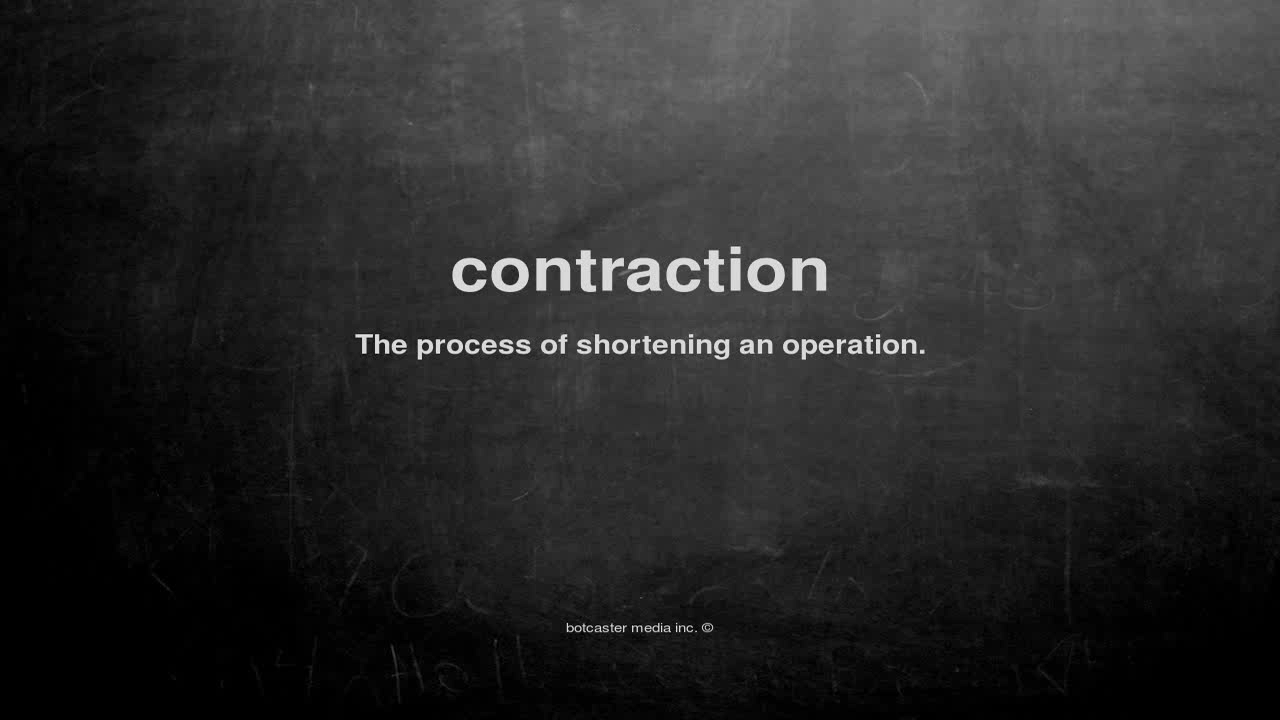 contraction
The process of shortening an operation.
botcaster media inc. ©